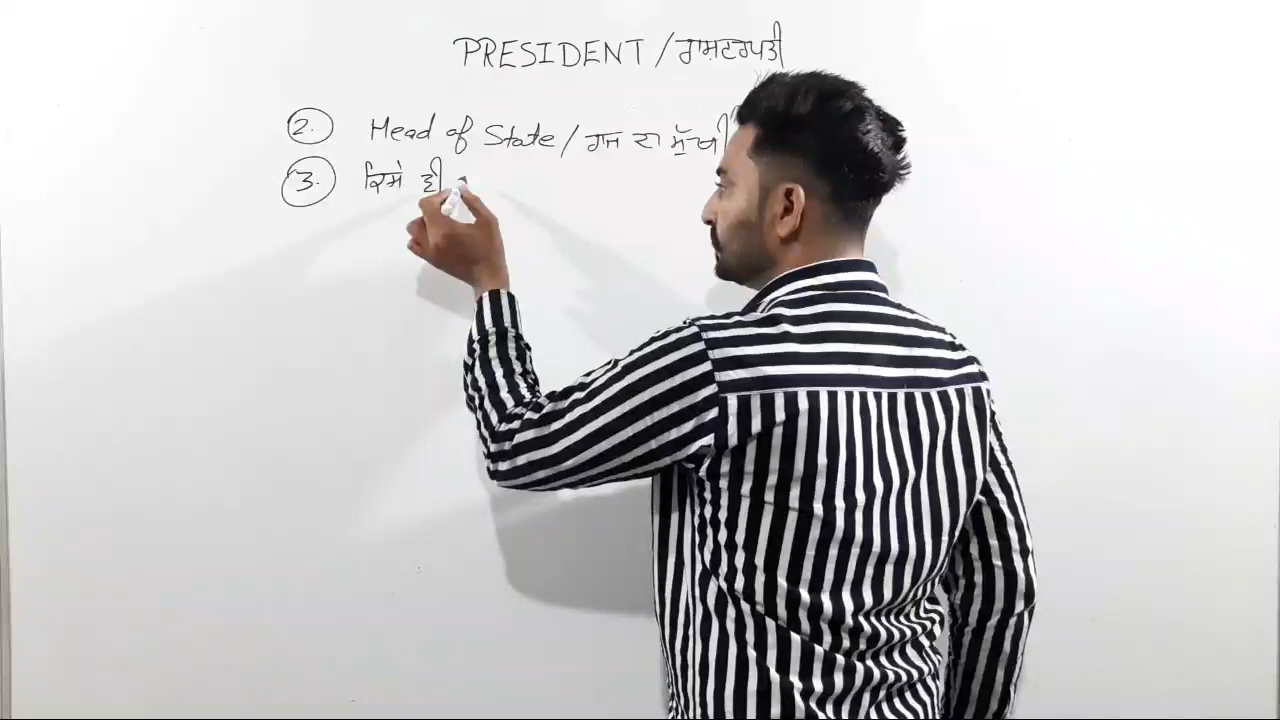 PRESIDENT / ਰਾਸ਼ਟਰਪਤੀ
2. Head of State / ਰਾਜ ਦਾ ਮੁੱਖੀ
3. ਕਿਸੇ ਵੀ